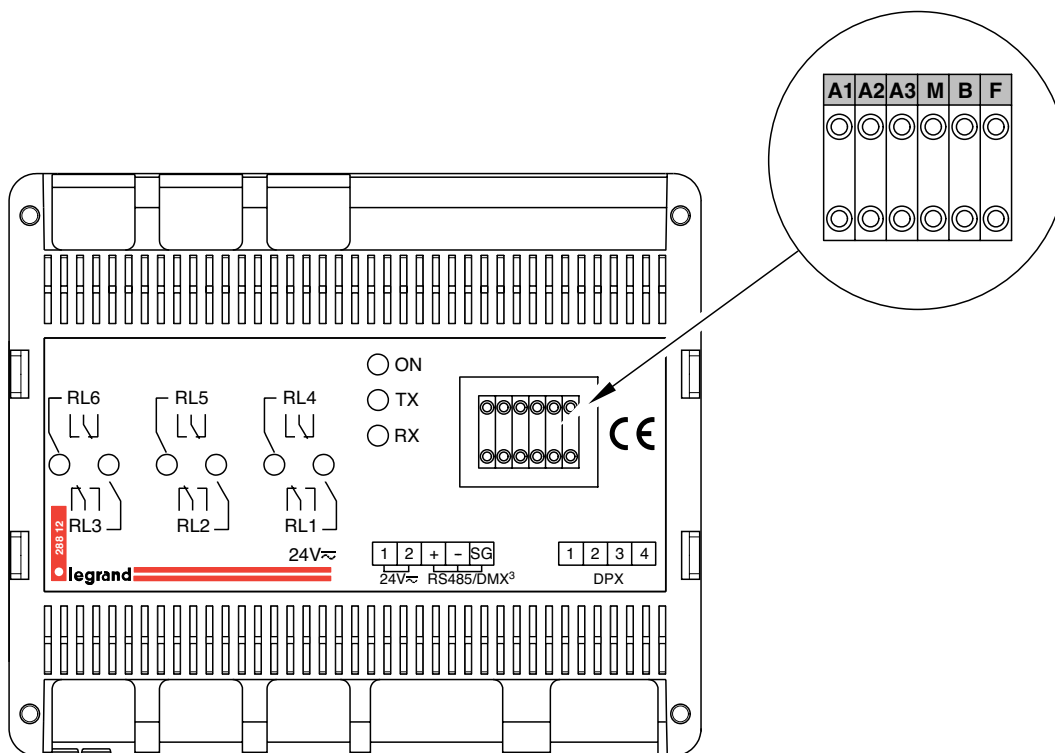 A1 A2 A3 M B F
ON
TX
RX
RL6 RL5 RL4
RL3 RL2 RL1
288 12
legrand
24V⎓
1 2 + – SG
24V⎓ RS485/DMX³
1 2 3 4
DPX
CE